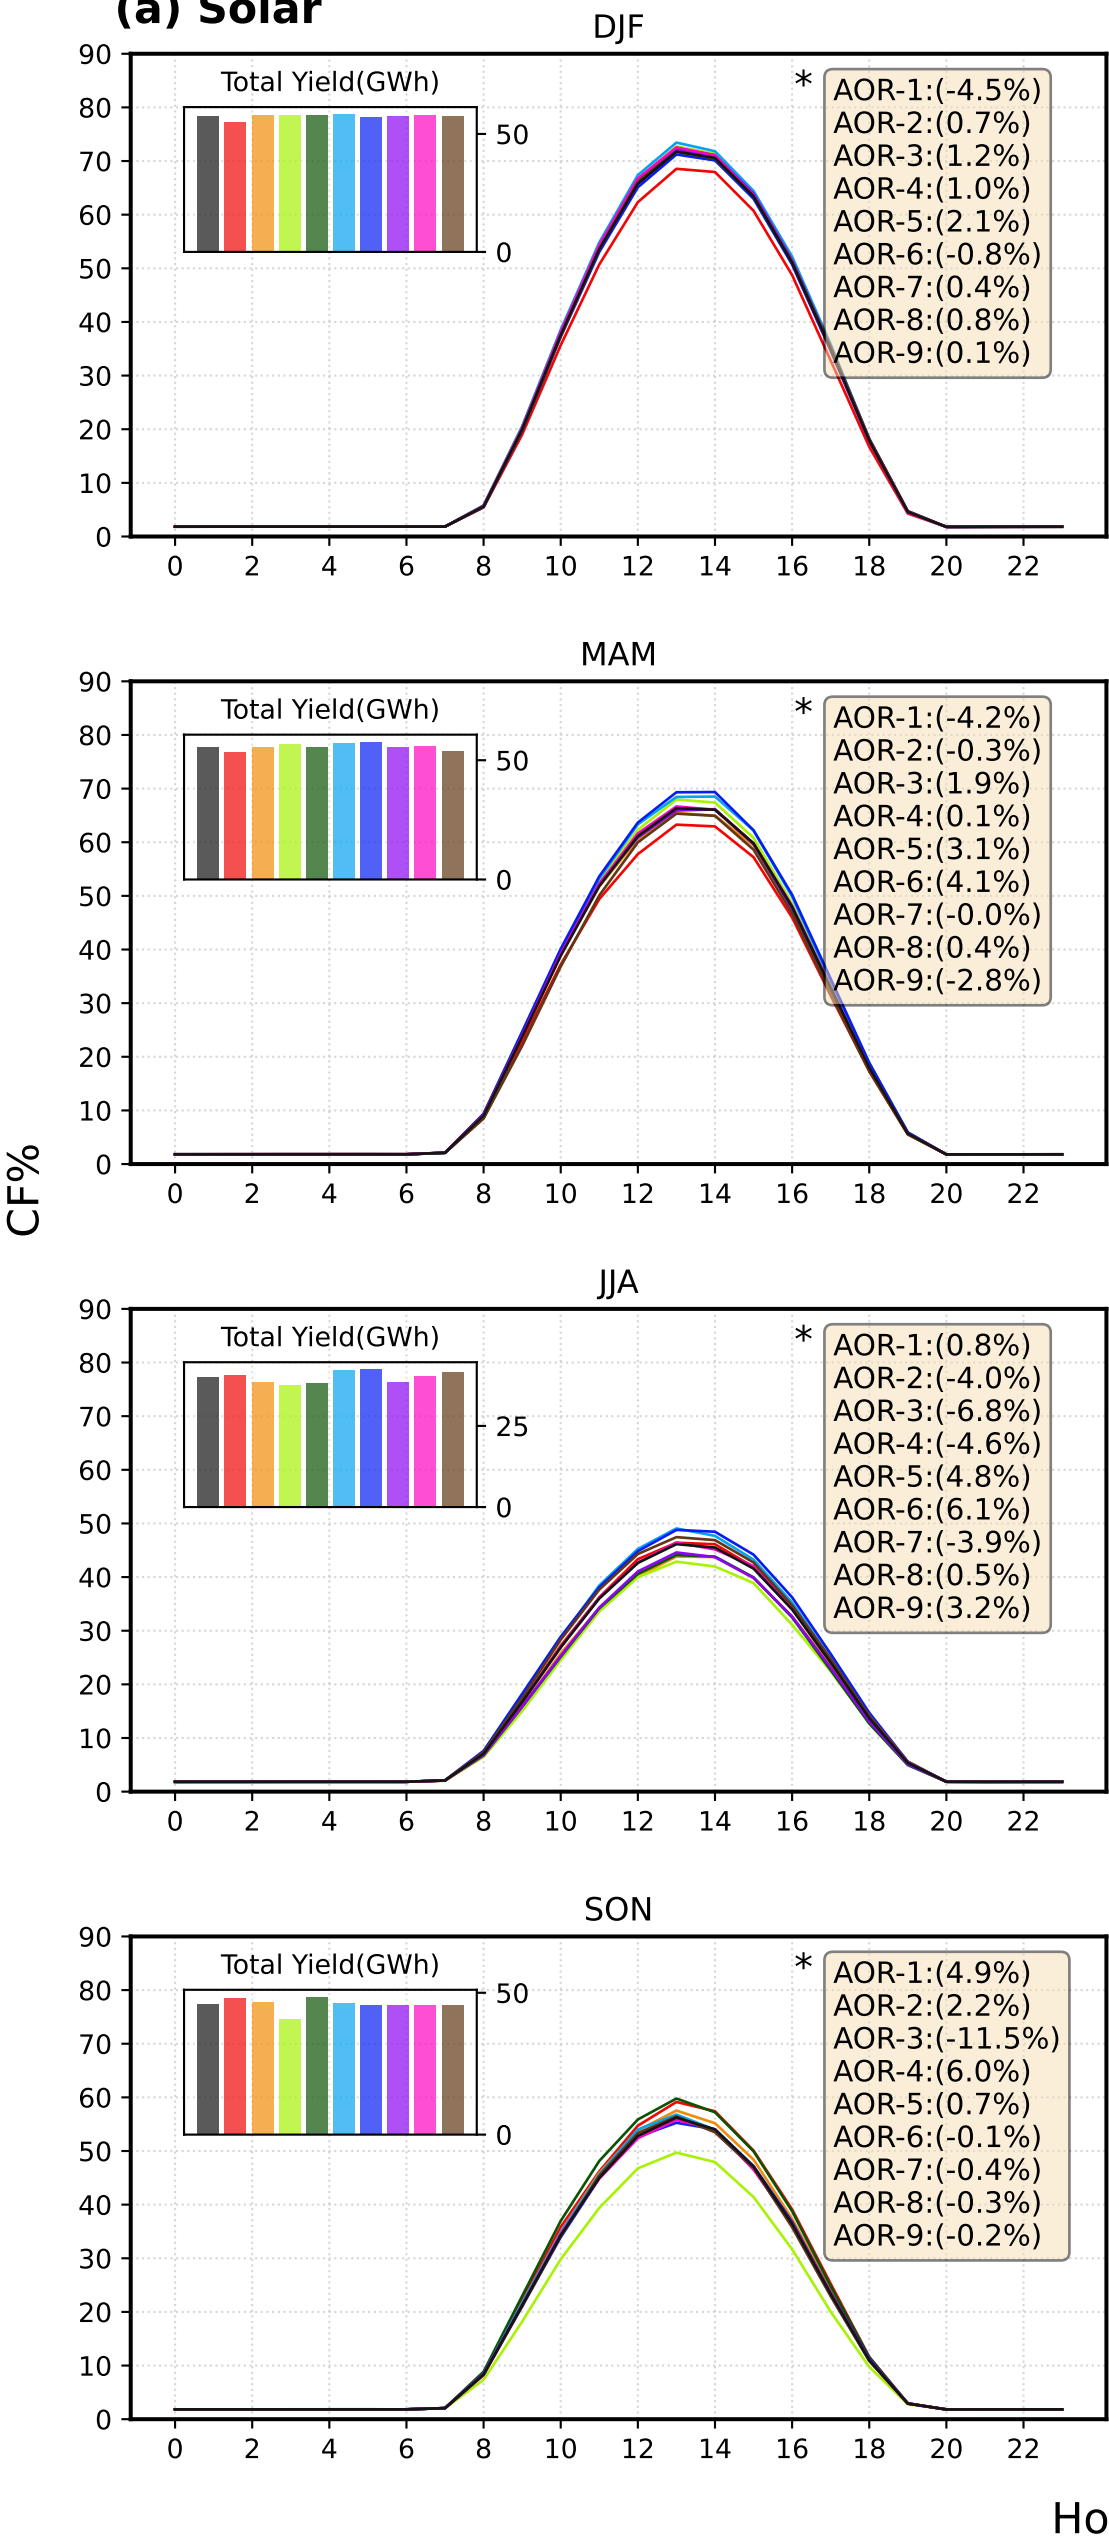 (a) Solar
DJF
90
80
70
60
50
40
30
20
10
0
Total Yield(GWh)
50
0
*
AOR-1:(-4.5%)
AOR-2:(0.7%)
AOR-3:(1.2%)
AOR-4:(1.0%)
AOR-5:(2.1%)
AOR-6:(-0.8%)
AOR-7:(0.4%)
AOR-8:(0.8%)
AOR-9:(0.1%)
0 2 4 6 8 10 12 14 16 18 20 22
MAM
90
80
70
60
50
40
30
20
10
0
Total Yield(GWh)
50
0
*
AOR-1:(-4.2%)
AOR-2:(-0.3%)
AOR-3:(1.9%)
AOR-4:(0.1%)
AOR-5:(3.1%)
AOR-6:(4.1%)
AOR-7:(-0.0%)
AOR-8:(0.4%)
AOR-9:(-2.8%)
0 2 4 6 8 10 12 14 16 18 20 22
CF%
JJA
90
80
70
60
50
40
30
20
10
0
Total Yield(GWh)
25
0
*
AOR-1:(0.8%)
AOR-2:(-4.0%)
AOR-3:(-6.8%)
AOR-4:(-4.6%)
AOR-5:(4.8%)
AOR-6:(6.1%)
AOR-7:(-3.9%)
AOR-8:(0.5%)
AOR-9:(3.2%)
0 2 4 6 8 10 12 14 16 18 20 22
SON
90
80
70
60
50
40
30
20
10
0
Total Yield(GWh)
50
0
*
AOR-1:(4.9%)
AOR-2:(2.2%)
AOR-3:(-11.5%)
AOR-4:(6.0%)
AOR-5:(0.7%)
AOR-6:(-0.1%)
AOR-7:(-0.4%)
AOR-8:(-0.3%)
AOR-9:(-0.2%)
0 2 4 6 8 10 12 14 16 18 20 22
Ho